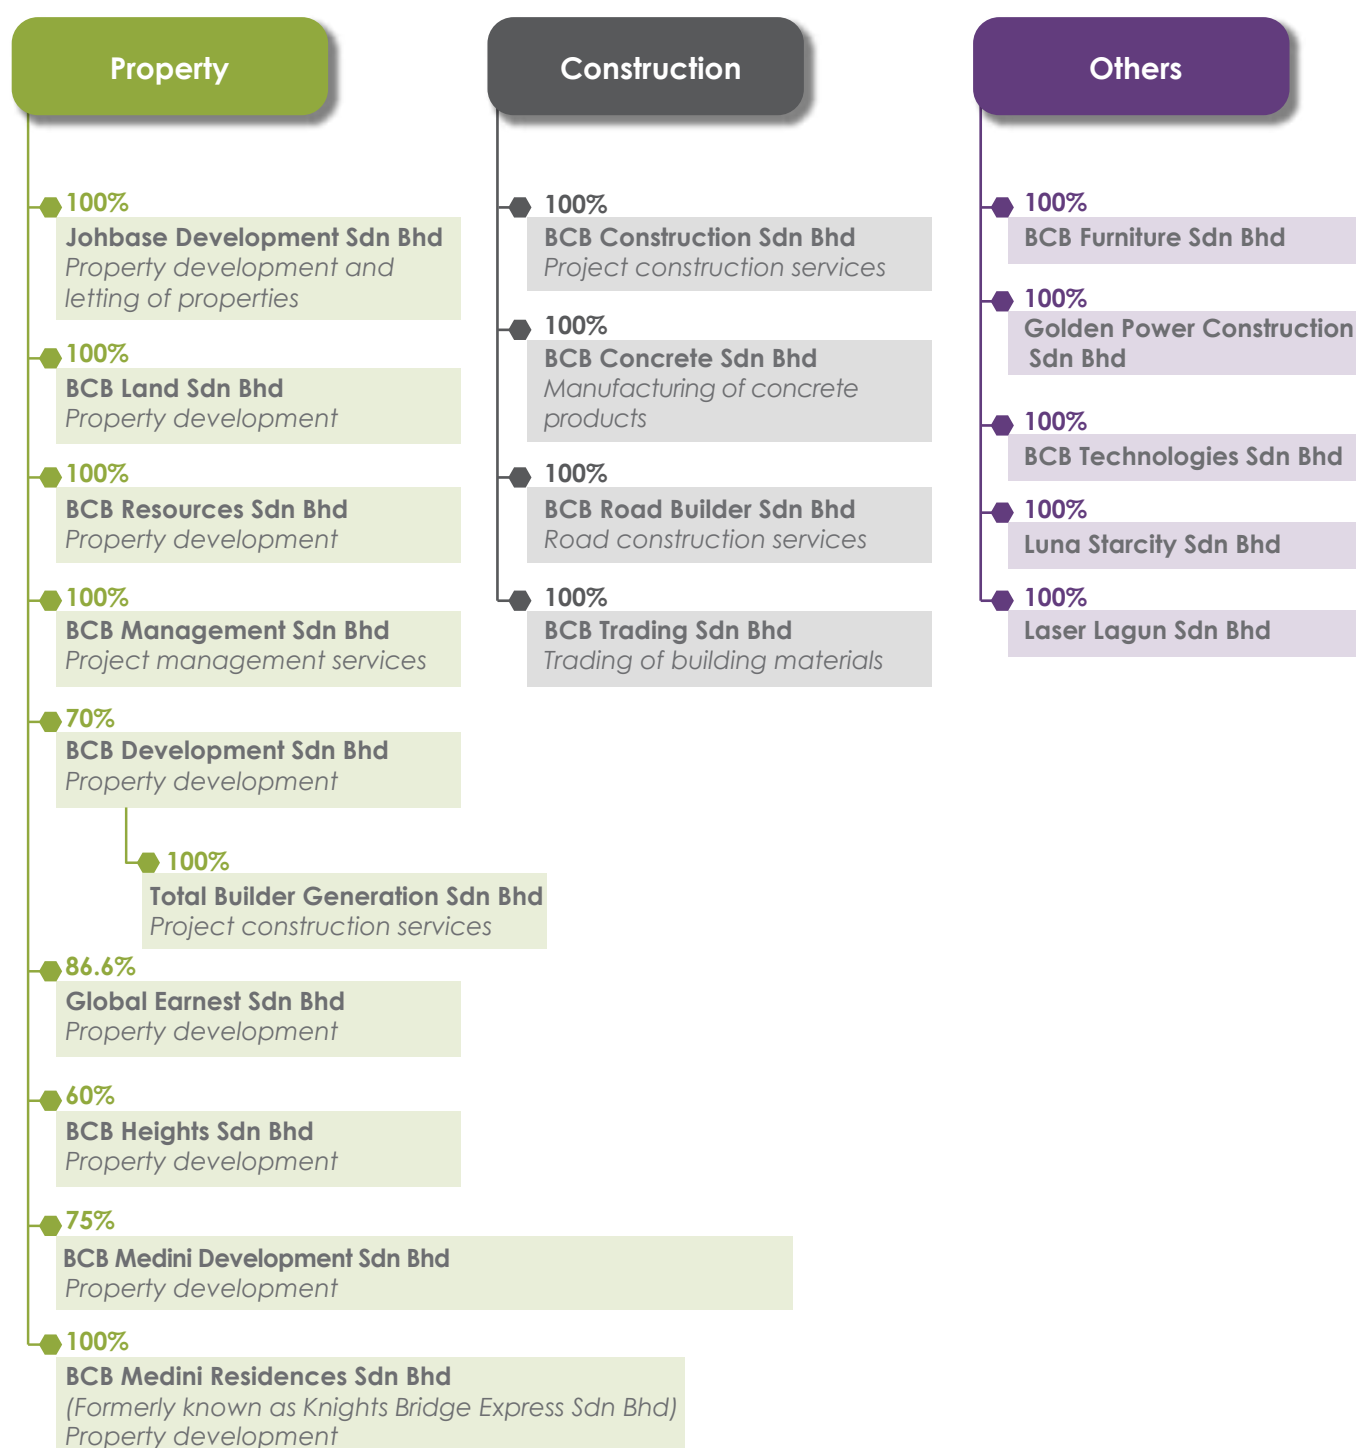 Property
100%
Johbase Development Sdn Bhd
Property development and
letting of properties
100%
BCB Land Sdn Bhd
Property development
100%
BCB Resources Sdn Bhd
Property development
100%
BCB Management Sdn Bhd
Project management services
70%
BCB Development Sdn Bhd
Property development
100%
Total Builder Generation Sdn Bhd
Project construction services
86.6%
Global Earnest Sdn Bhd
Property development
60%
BCB Heights Sdn Bhd
Property development
75%
BCB Medini Development Sdn Bhd
Property development
100%
BCB Medini Residences Sdn Bhd
(Formerly known as Knights Bridge Express Sdn Bhd)
Property development
Construction
100%
BCB Construction Sdn Bhd
Project construction services
100%
BCB Concrete Sdn Bhd
Manufacturing of concrete
products
100%
BCB Road Builder Sdn Bhd
Road construction services
100%
BCB Trading Sdn Bhd
Trading of building materials
Others
100%
BCB Furniture Sdn Bhd
100%
Golden Power Construction
Sdn Bhd
100%
BCB Technologies Sdn Bhd
100%
Luna Starcity Sdn Bhd
100%
Laser Lagun Sdn Bhd